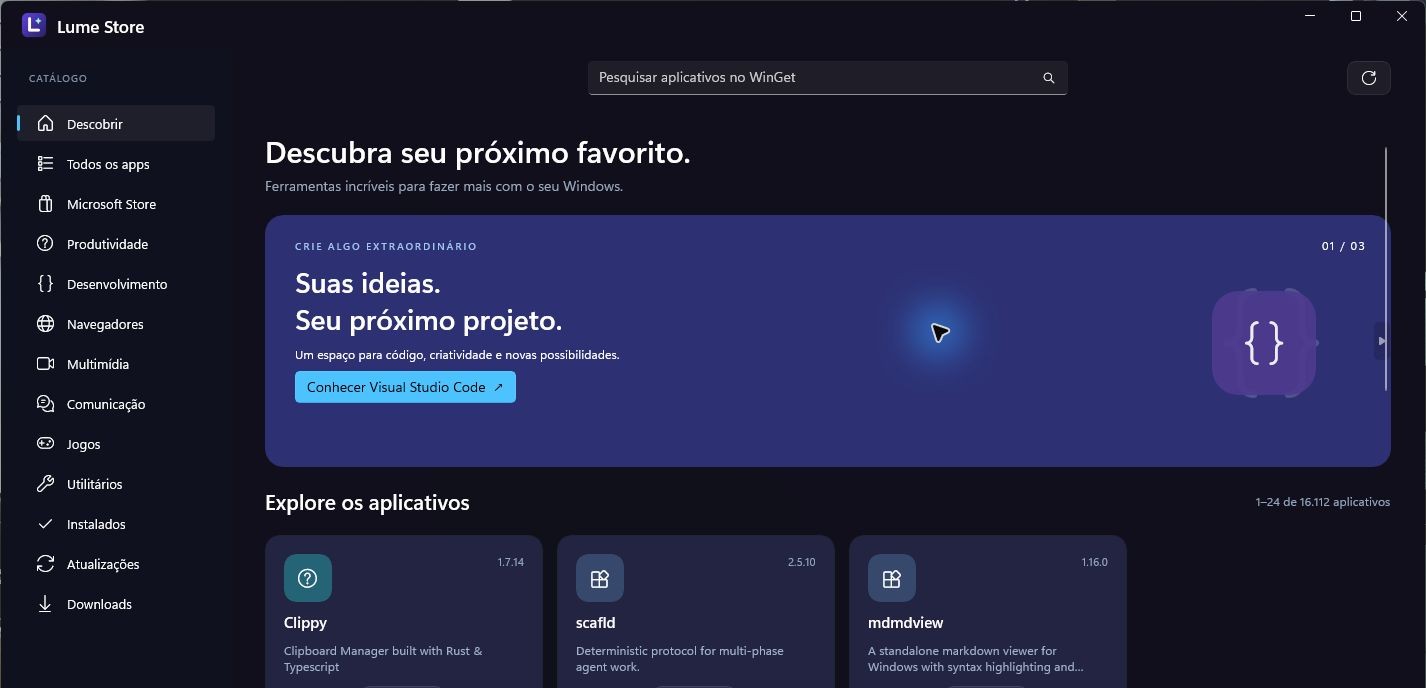 Lume Store
CATÁLOGO
Descobrir
Todos os apps
Microsoft Store
Produtividade
Desenvolvimento
Navegadores
Multimídia
Comunicação
Jogos
Utilitários
Instalados
Atualizações
Downloads
Pesquisar aplicativos no WinGet
Descubra seu próximo favorito.
Ferramentas incríveis para fazer mais com o seu Windows.
CRIE ALGO EXTRAORDINÁRIO
01 / 03
Suas ideias.
Seu próximo projeto.
Um espaço para código, criatividade e novas possibilidades.
Conhecer Visual Studio Code ↗
{ }
Explore os aplicativos
1–24 de 16.112 aplicativos
1.7.14
Clippy
Clipboard Manager built with Rust &
Typescript
2.5.10
scafld
Deterministic protocol for multi-phase
agent work.
1.16.0
mdmdview
A standalone markdown viewer for
Windows with syntax highlighting and...